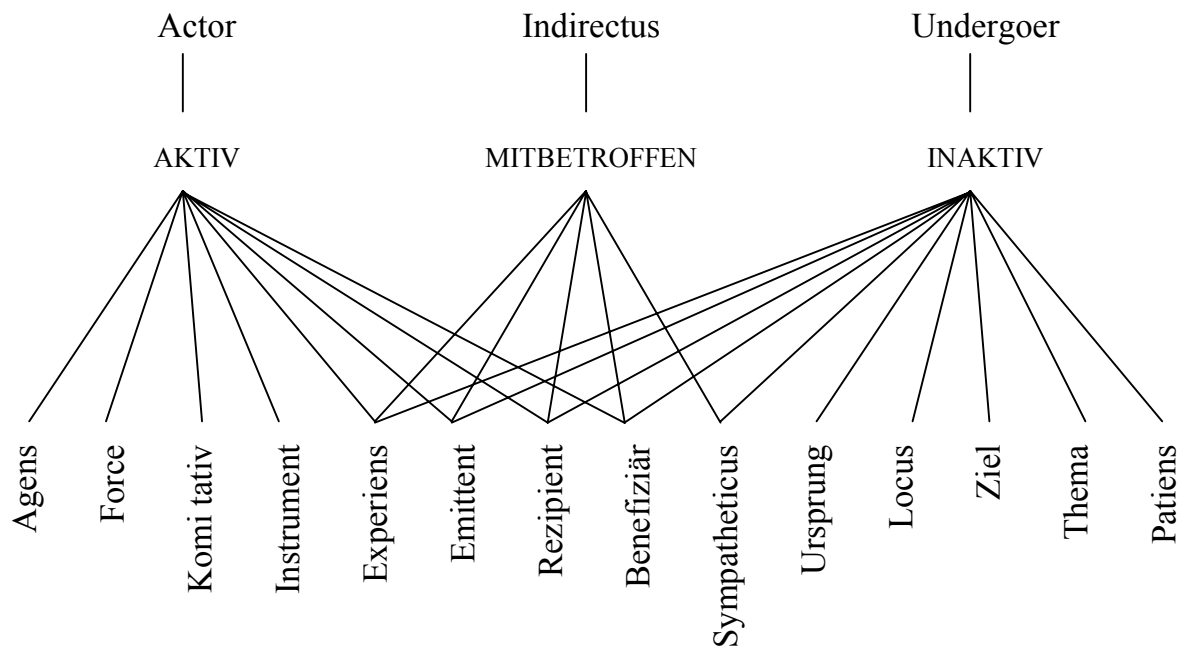 Actor Indirectus Undergoer
AKTIV MITBETROFFEN INAKTIV
Agens
Force
Komi tativ
Instrument
Experiens
Emittent
Rezipient
Benefiziär
Sympatheticus
Ursprung
Locus
Ziel
Thema
Patiens